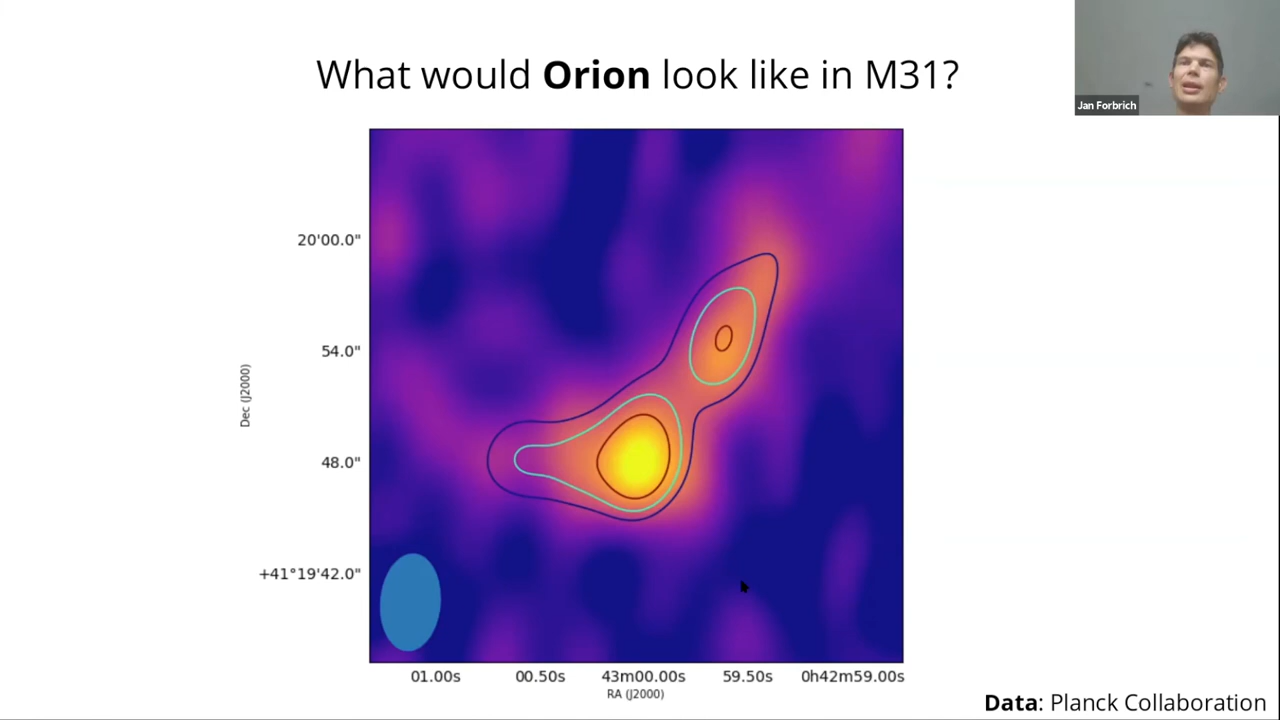 What would Orion look like in M31?
Jan Forbrich
20'00.0"
54.0"
48.0"
+41°19'42.0"
Dec (J2000)
01.00s 00.50s 43m00.00s 59.50s 0h42m59.00s
RA (J2000)
Data: Planck Collaboration